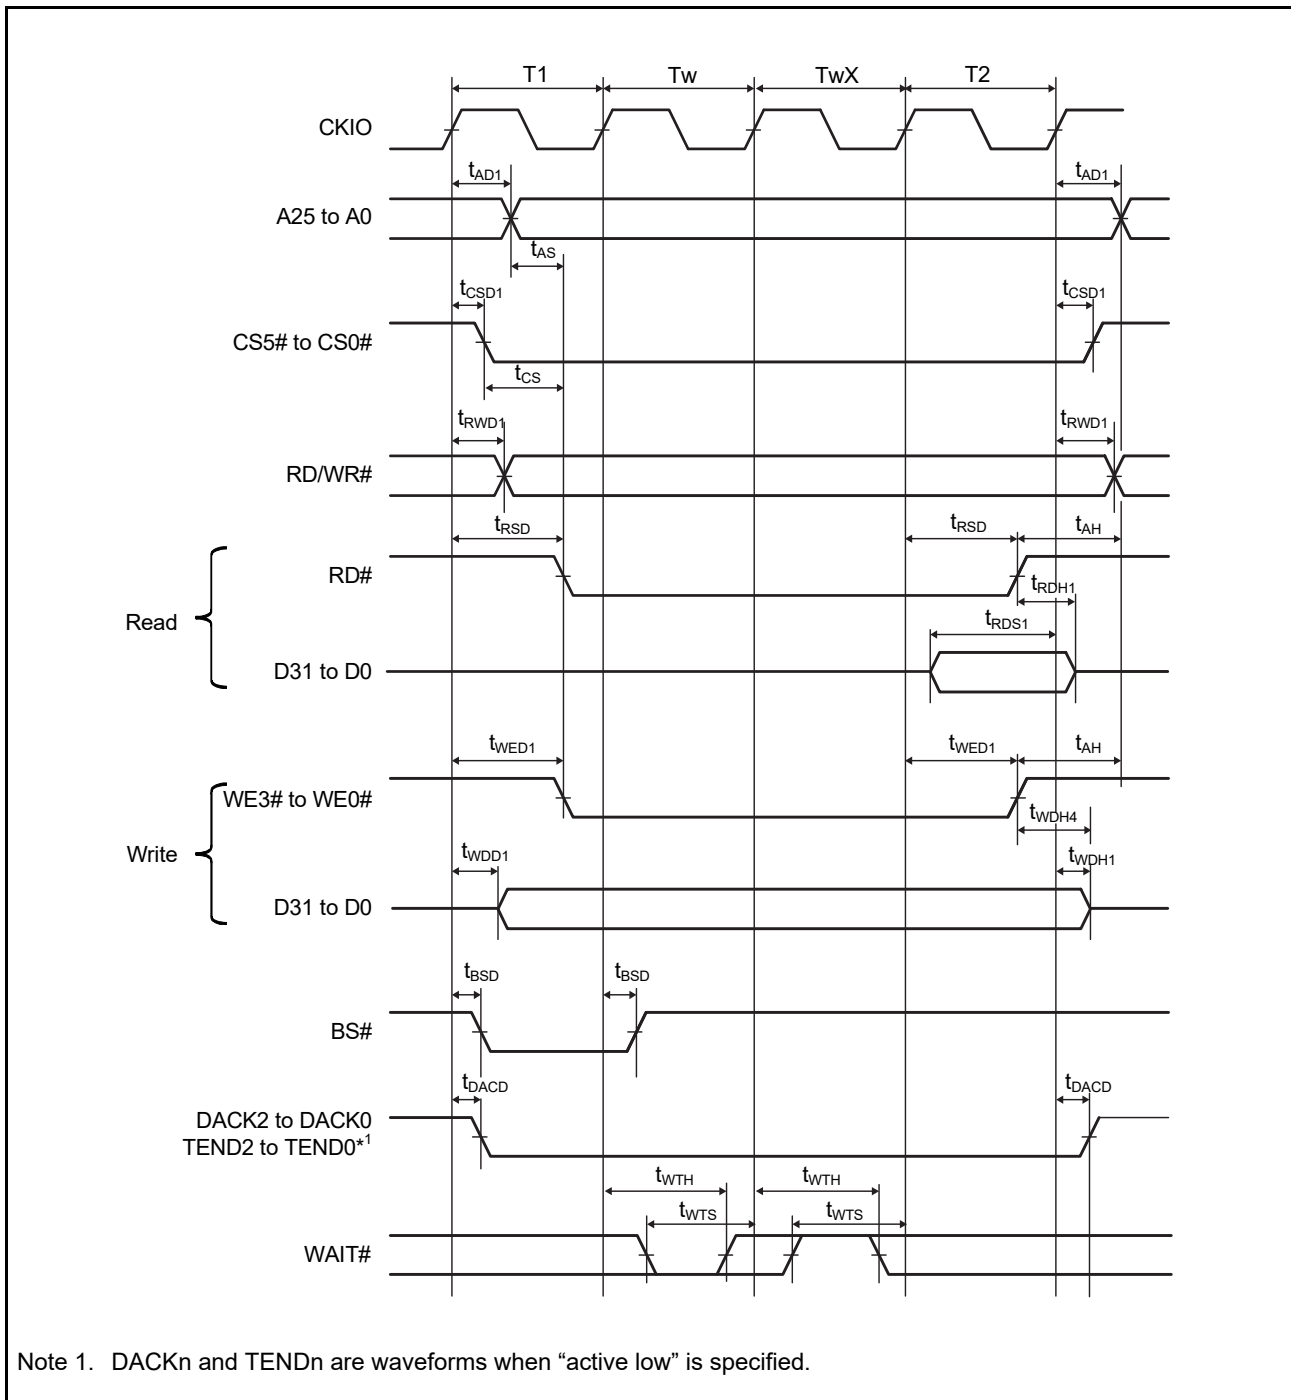 T1 Tw TwX T2
CKIO
tAD1 tAD1
A25 to A0
tAS
tCSD1 tCSD1
CS5# to CS0#
tCS
tRWD1 tRWD1
RD/WR#
tRSD tRSD tAH
RD#
tRDH1
Read
tRDS1
D31 to D0
tWED1 tWED1 tAH
WE3# to WE0#
tWDH4
Write
tWDD1 tWDH1
D31 to D0
tBSD tBSD
BS#
tDACD tDACD
DACK2 to DACK0
TEND2 to TEND0*1
tWTH tWTH
tWTS tWTS
WAIT#
Note 1. DACKn and TENDn are waveforms when “active low” is specified.